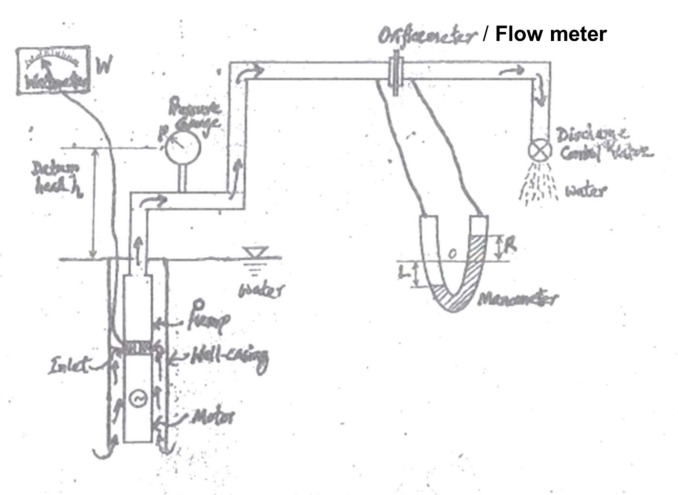 Orificemeter / Flow meter
W
Wattmeter
Pressure
Gauge
P
Datum
head h
Discharge
Control Valve
Water
O
R
L
Manometer
Water
Pump
Inlet
Well-casing
Motor